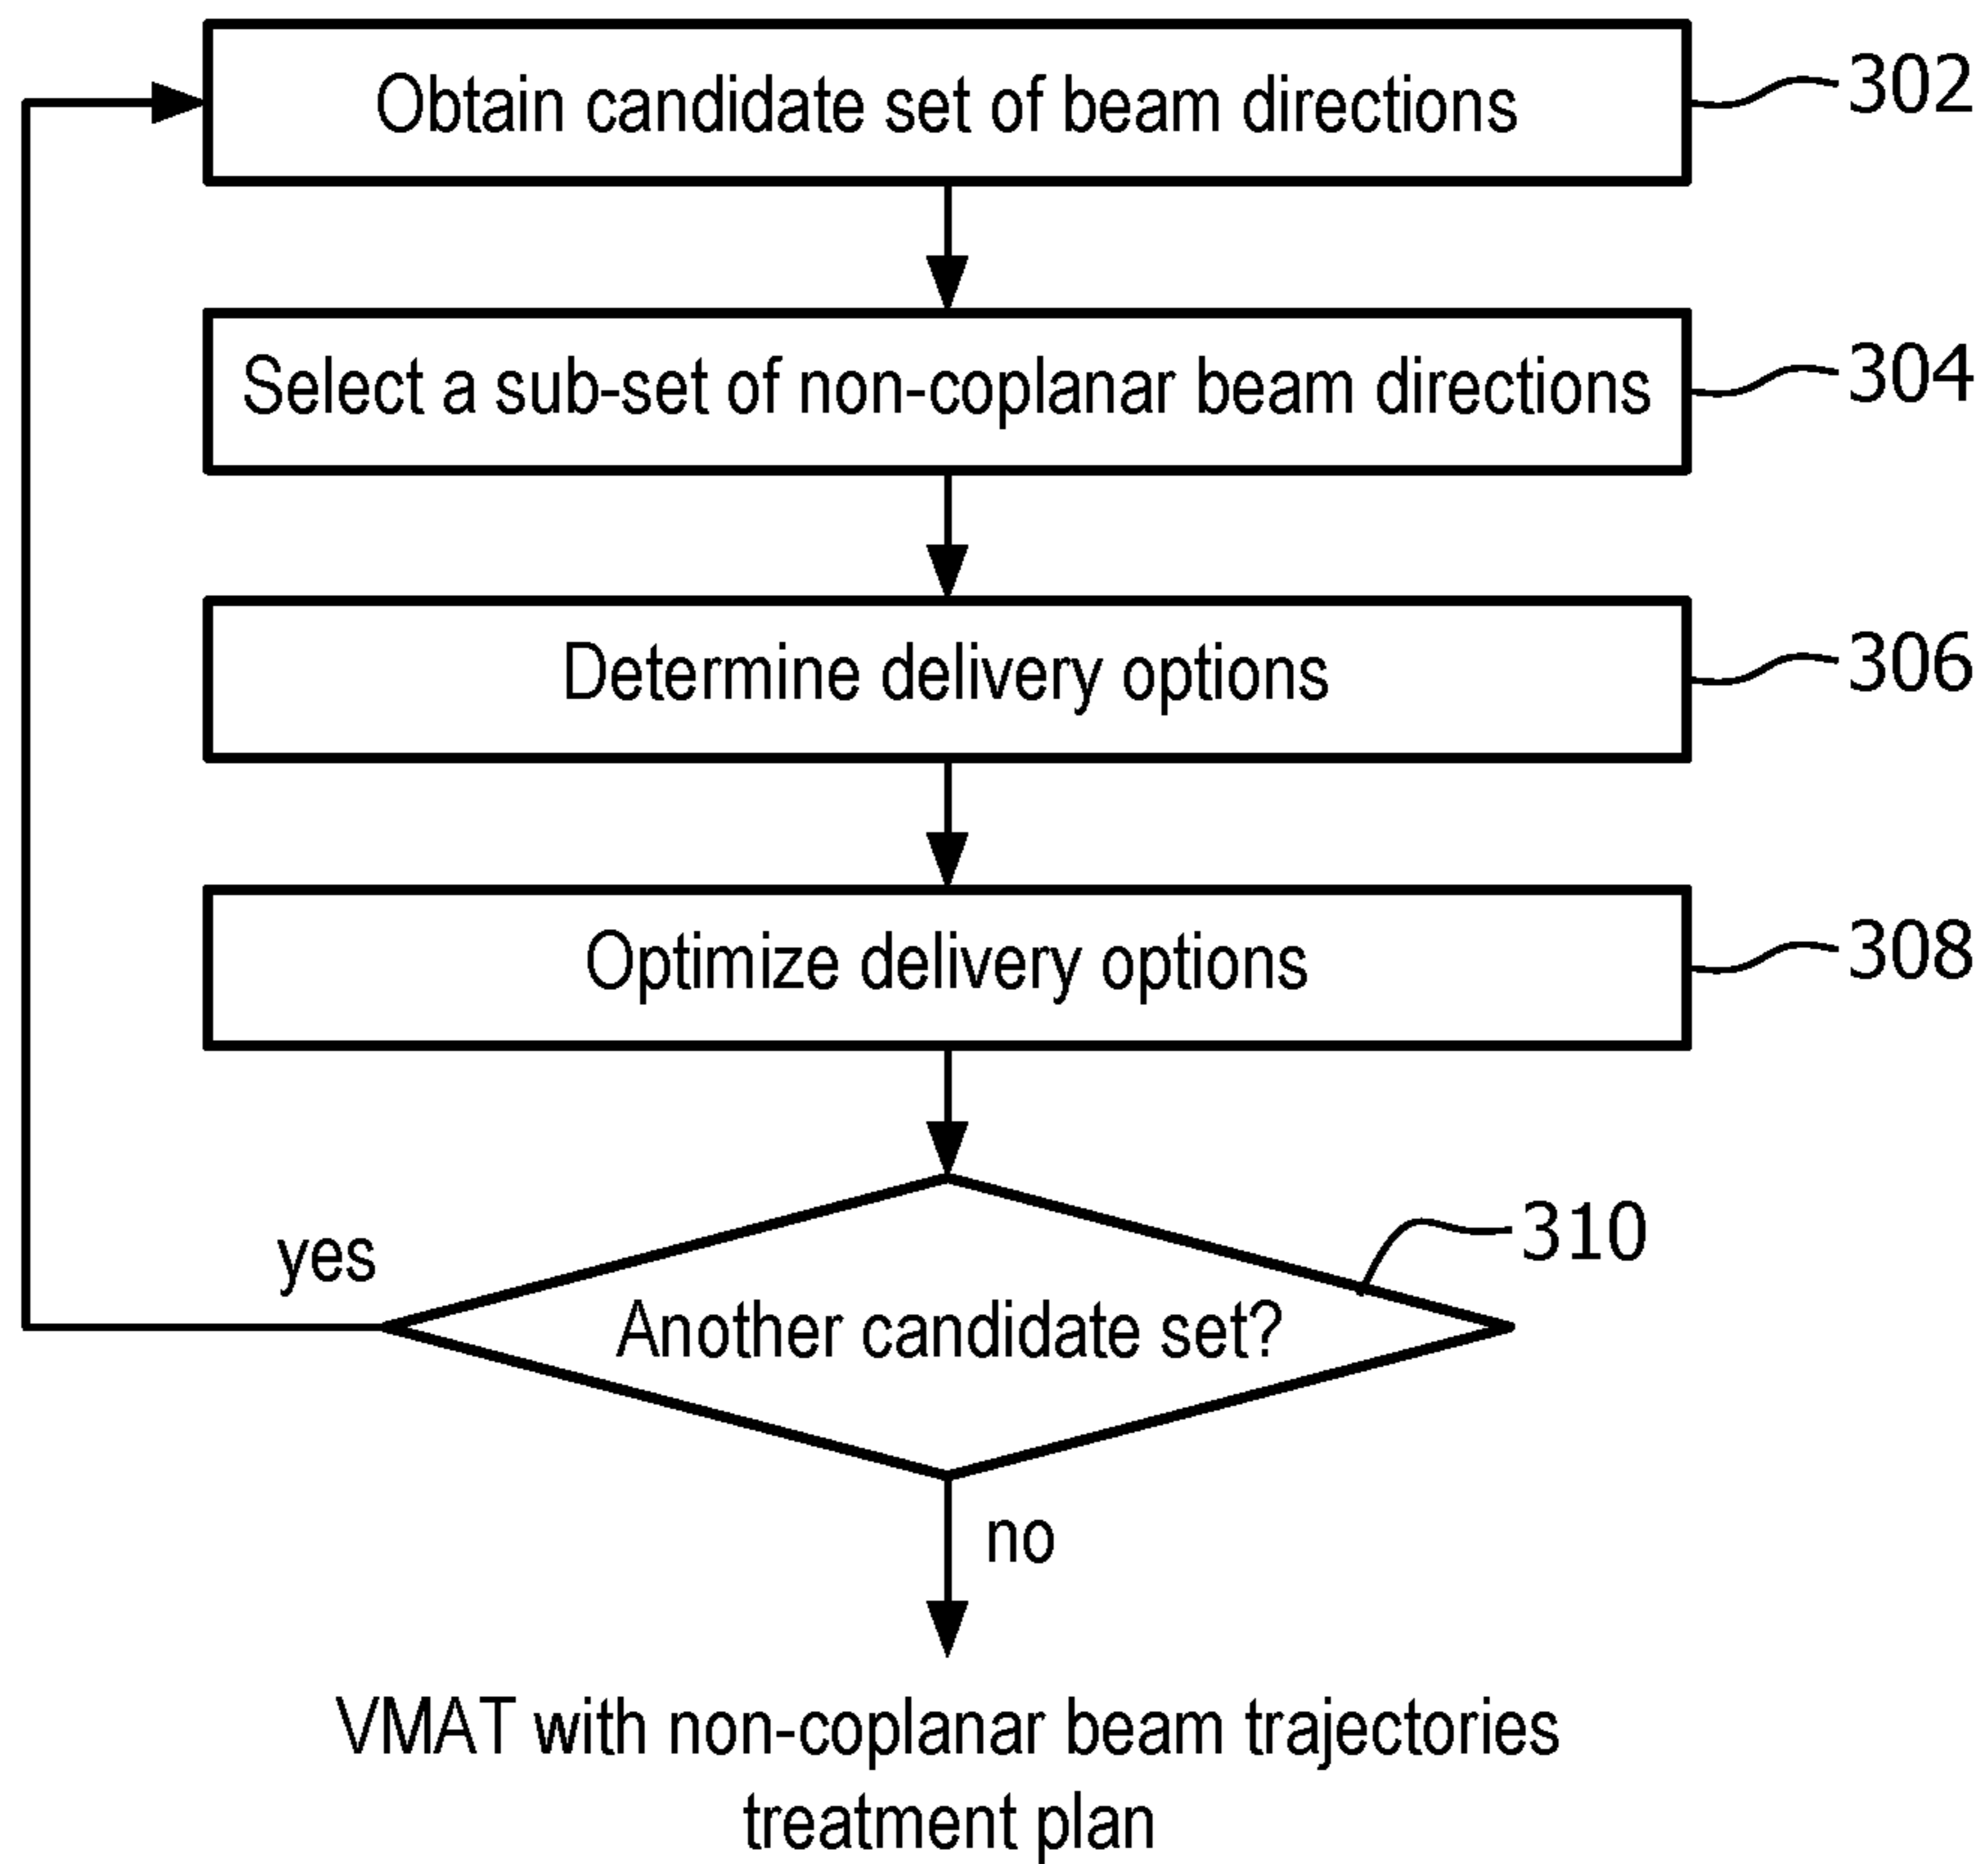 Obtain candidate set of beam directions
302
Select a sub-set of non-coplanar beam directions
304
Determine delivery options
306
Optimize delivery options
308
310
yes
Another candidate set?
no
VMAT with non-coplanar beam trajectories
treatment plan